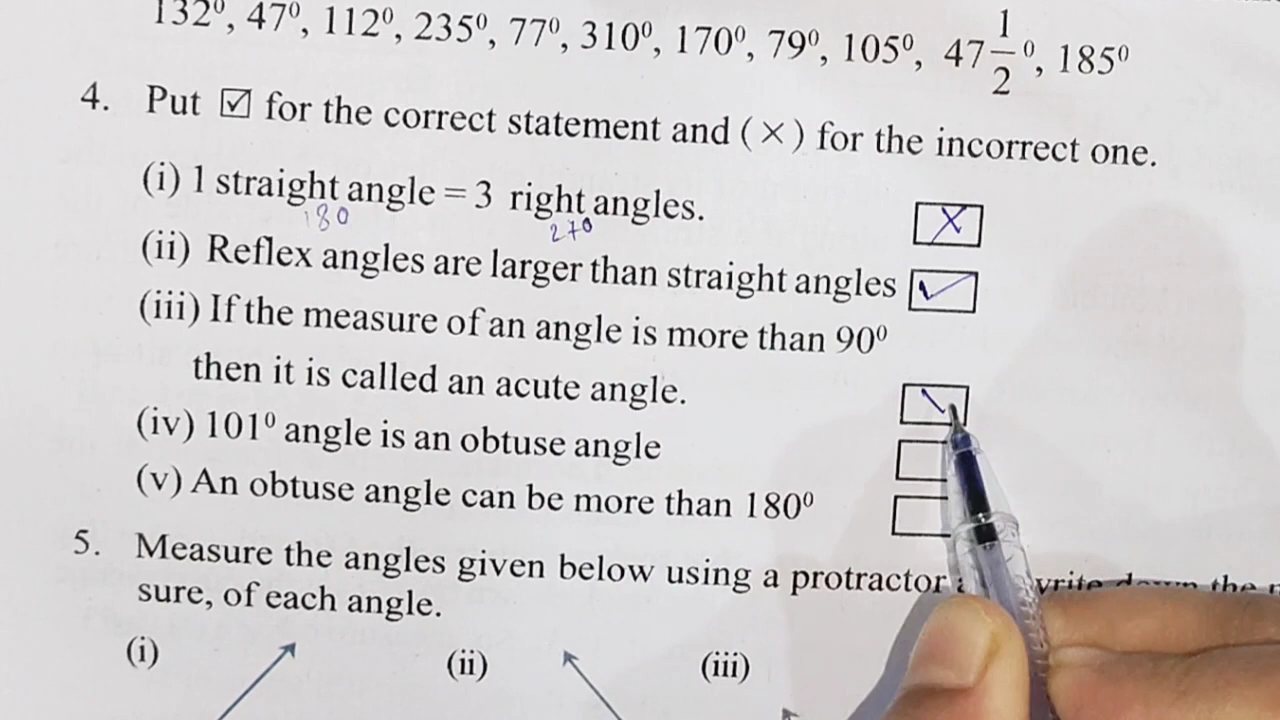 132⁰, 47⁰, 112⁰, 235⁰, 77⁰, 310⁰, 170⁰, 79⁰, 105⁰, 47 1/2 ⁰, 185⁰
4. Put ☑ for the correct statement and (×) for the incorrect one.
(i) 1 straight angle = 3 right angles. ×
180 270
(ii) Reflex angles are larger than straight angles ✓
(iii) If the measure of an angle is more than 90⁰
then it is called an acute angle.
(iv) 101⁰ angle is an obtuse angle
(v) An obtuse angle can be more than 180⁰
5. Measure the angles given below using a protractor the
sure, of each angle.
(i) (ii) (iii)